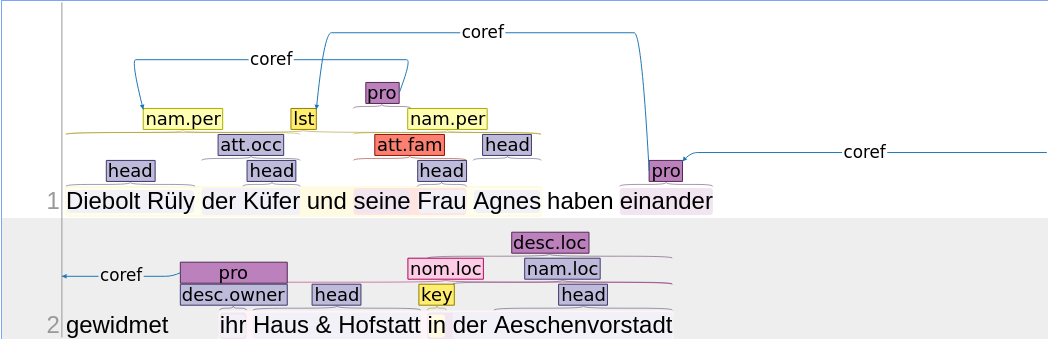 coref
coref
pro
nam.per lst nam.per
att.occ att.fam head
head head head pro coref
1 Diebolt Rüly der Küfer und seine Frau Agnes haben einander
desc.loc
coref pro nom.loc nam.loc
desc.owner head key head
2 gewidmet ihr Haus & Hofstatt in der Aeschenvorstadt